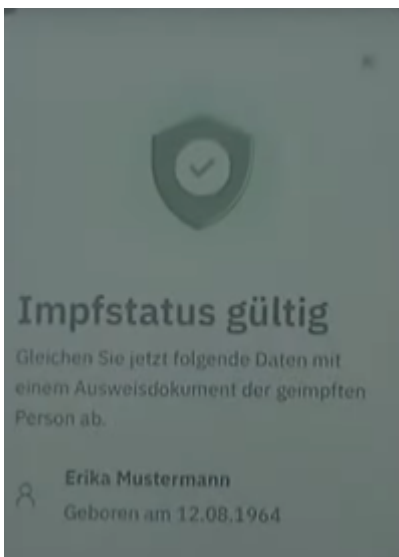 Impfstatus gültig
Gleichen Sie jetzt folgende Daten mit
einem Ausweisdokument der geimpften
Person ab.
Erika Mustermann
Geboren am 12.08.1964